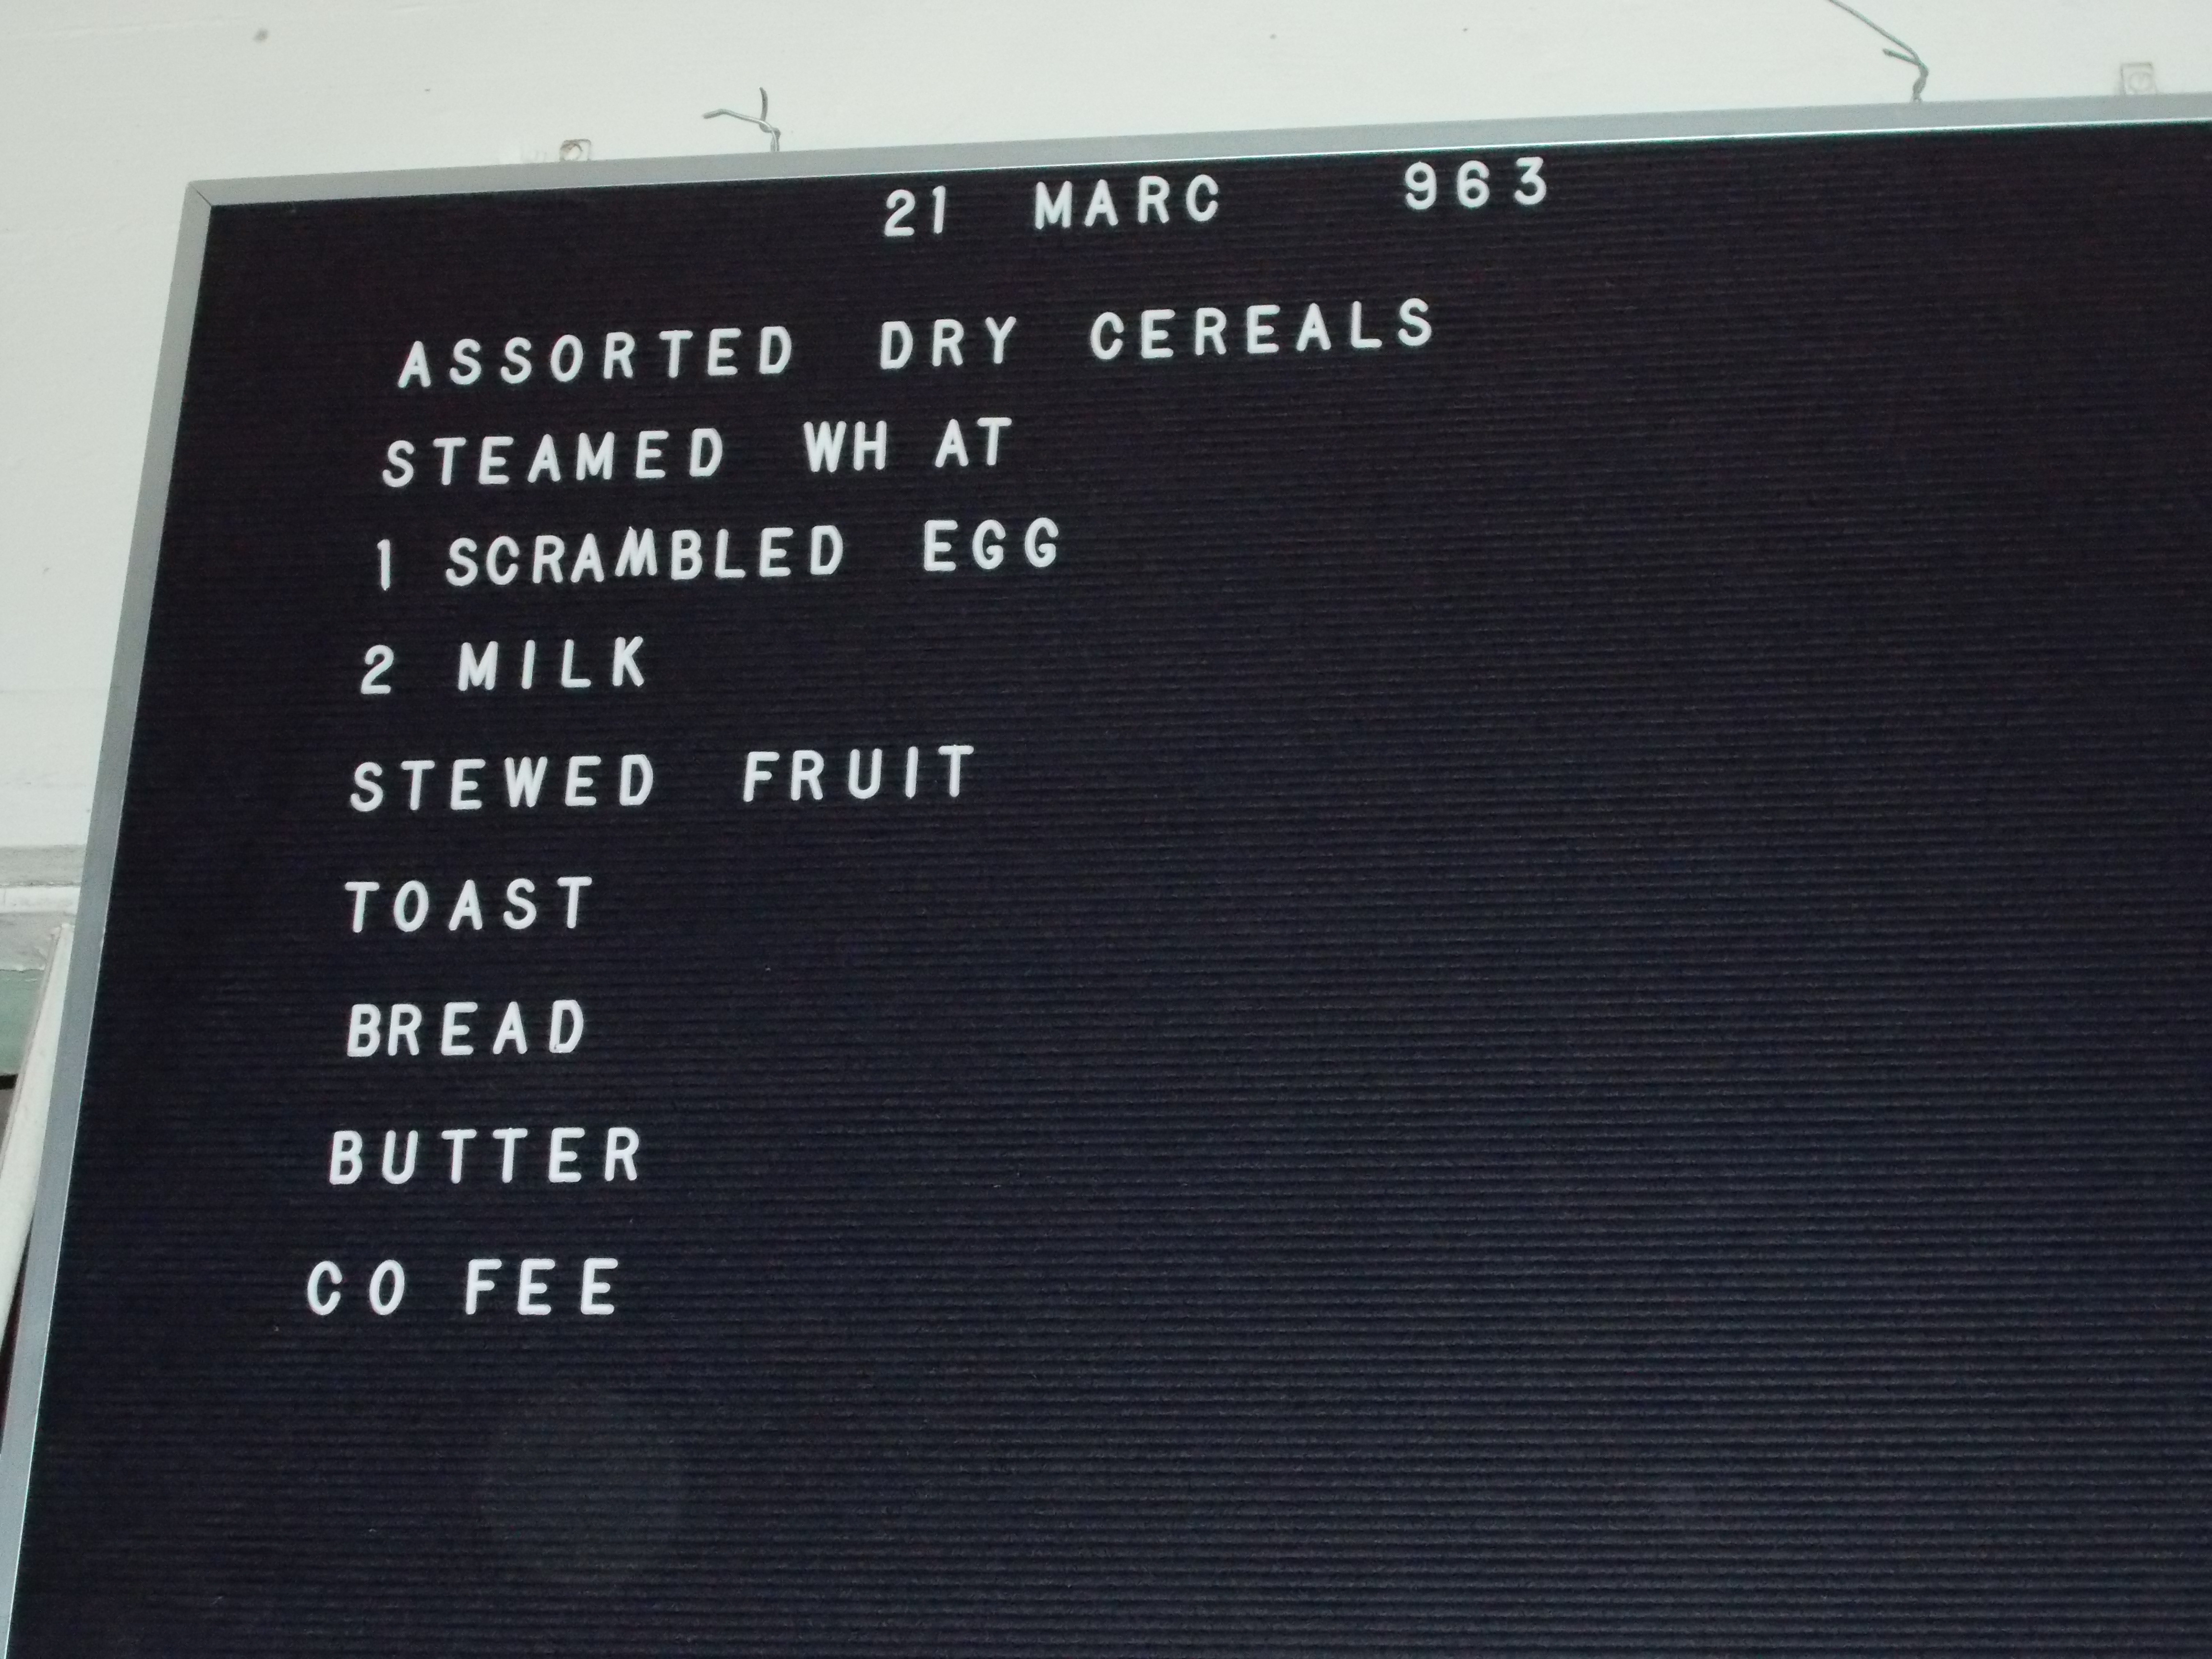 21 MARC 963
ASSORTED DRY CEREALS
STEAMED WH AT
1 SCRAMBLED EGG
2 MILK
STEWED FRUIT
TOAST
BREAD
BUTTER
CO FEE